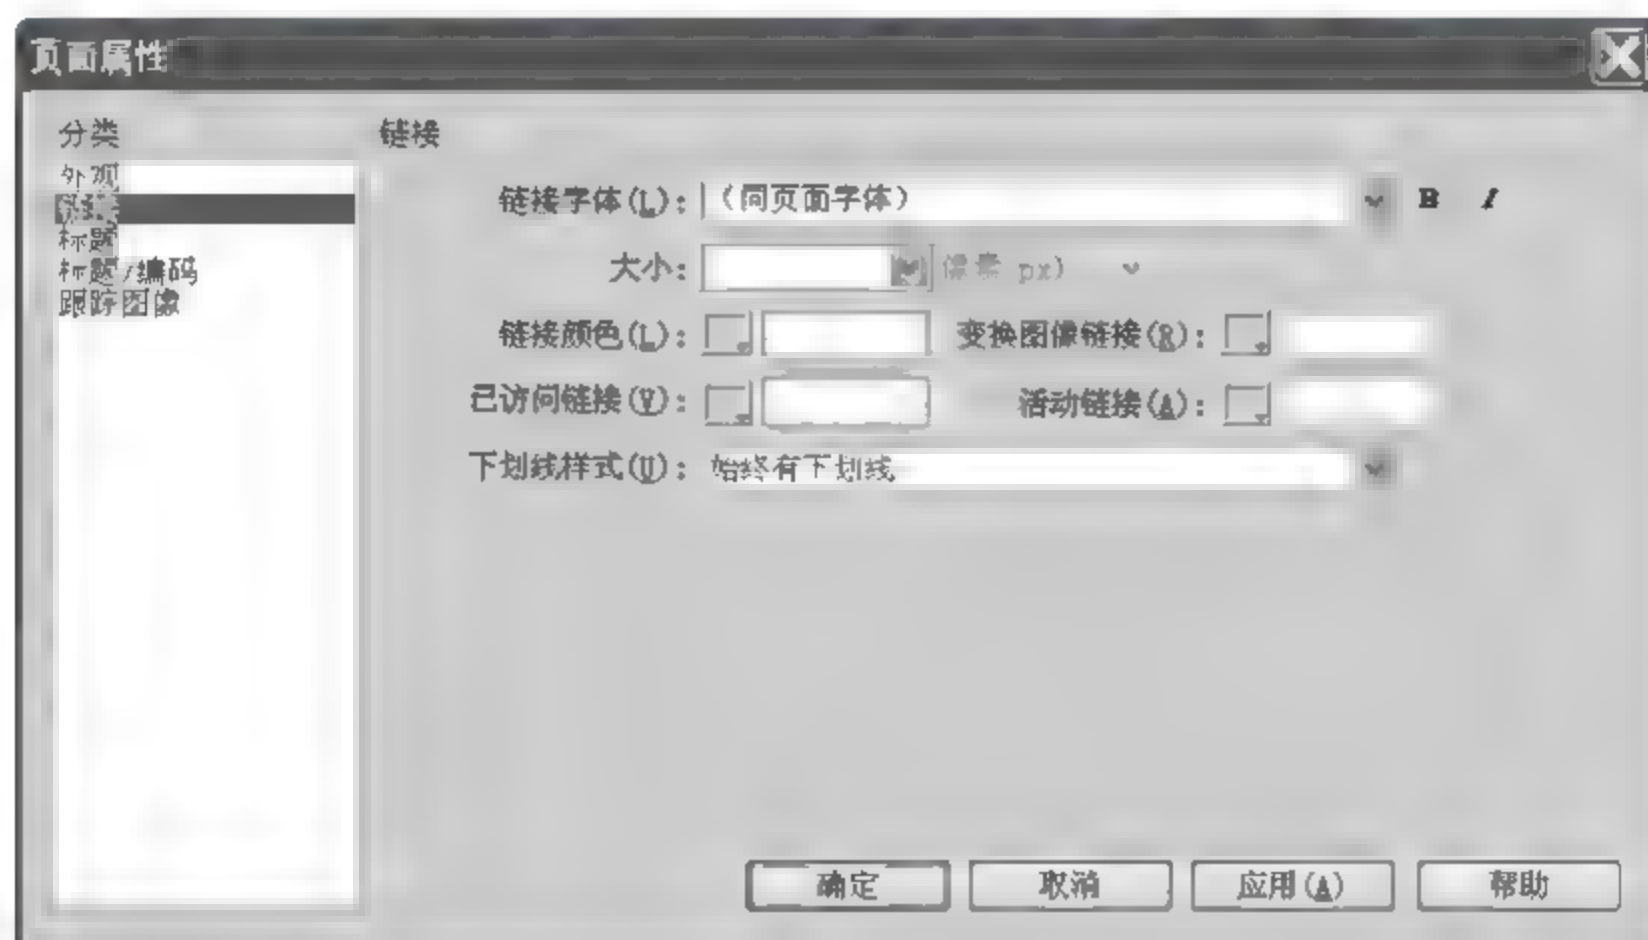 页面属性
分类
外观
链接
标题
标题/编码
跟踪图像
链接
链接字体(L): (同页面字体) B I
大小: 像素 px)
链接颜色(L): 变换图像链接(R):
已访问链接(V): 活动链接(A):
下划线样式(U): 始终有下划线
确定 取消 应用(A) 帮助